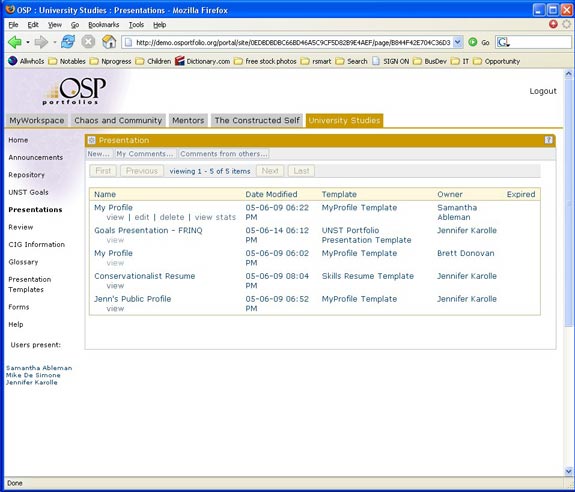 OSP : University Studies : Presentations - Mozilla Firefox
File Edit View Go Bookmarks Tools Help
http://demo.osportfolio.org/portal/site/0EDBDBDBC66BD46A5C9CF5D82B9E4AEF/page/B844F42E704C36D3
Go
G
AllwhoIs Notables Nprogress Children Dictionary.com free stock photos rsmart Search SIGN ON BusDev IT Opportunity
OSP
portfolios
Logout
MyWorkspace Chaos and Community Mentors The Constructed Self University Studies
Home
Announcements
Repository
UNST Goals
Presentations
Review
CIG Information
Glossary
Presentation
Templates
Forms
Help
Users present:
Samantha Ableman
Mike De Simone
Jennifer Karolle
Presentation ?
New... My Comments... Comments from others...
First Previous viewing 1 - 5 of 5 items Next Last
Name Date Modified Template Owner Expired
My Profile 05-06-09 06:22 MyProfile Template Samantha
view | edit | delete | view stats PM Ableman
Goals Presentation - FRINQ 05-06-14 06:12 UNST Portfolio Jennifer Karolle
view PM Presentation Template
My Profile 05-06-09 06:02 MyProfile Template Brett Donovan
view PM
Conservationalist Resume 05-06-09 08:04 Skills Resume Template Jennifer Karolle
view PM
Jenn's Public Profile 05-06-09 06:52 MyProfile Template Jennifer Karolle
view PM
Done